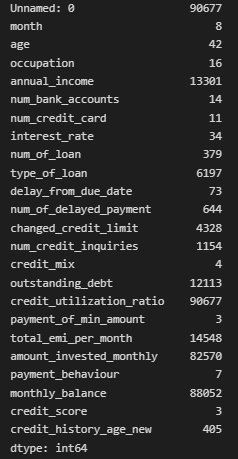 Unnamed: 0 90677
month 8
age 42
occupation 16
annual_income 13301
num_bank_accounts 14
num_credit_card 11
interest_rate 34
num_of_loan 379
type_of_loan 6197
delay_from_due_date 73
num_of_delayed_payment 644
changed_credit_limit 4328
num_credit_inquiries 1154
credit_mix 4
outstanding_debt 12113
credit_utilization_ratio 90677
payment_of_min_amount 3
total_emi_per_month 14548
amount_invested_monthly 82570
payment_behaviour 7
monthly_balance 88052
credit_score 3
credit_history_age_new 405
dtype: int64